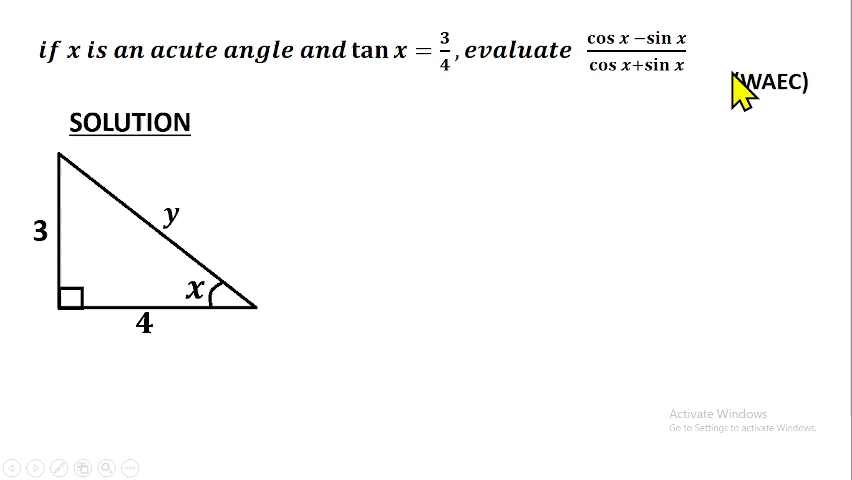 if x is an acute angle and tan x = 3/4, evaluate (cos x − sin x)/(cos x+sin x)
WAEC)
SOLUTION
3
y
x
4
Activate Windows
Go to Settings to activate Windows.